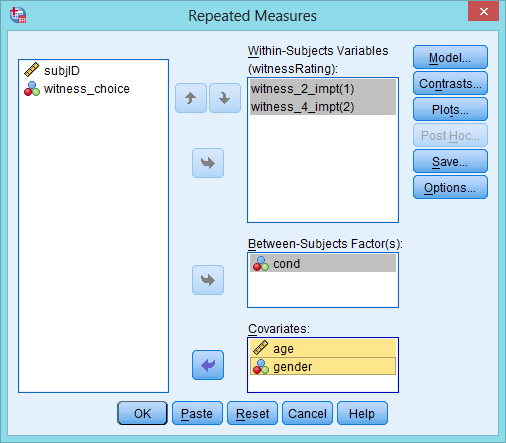 Repeated Measures
subjID
witness_choice
Within-Subjects Variables
(witnessRating):
witness_2_impt(1)
witness_4_impt(2)
Between-Subjects Factor(s):
cond
Covariates:
age
gender
Model...
Contrasts...
Plots...
Post Hoc...
Save...
Options...
OK
Paste
Reset
Cancel
Help